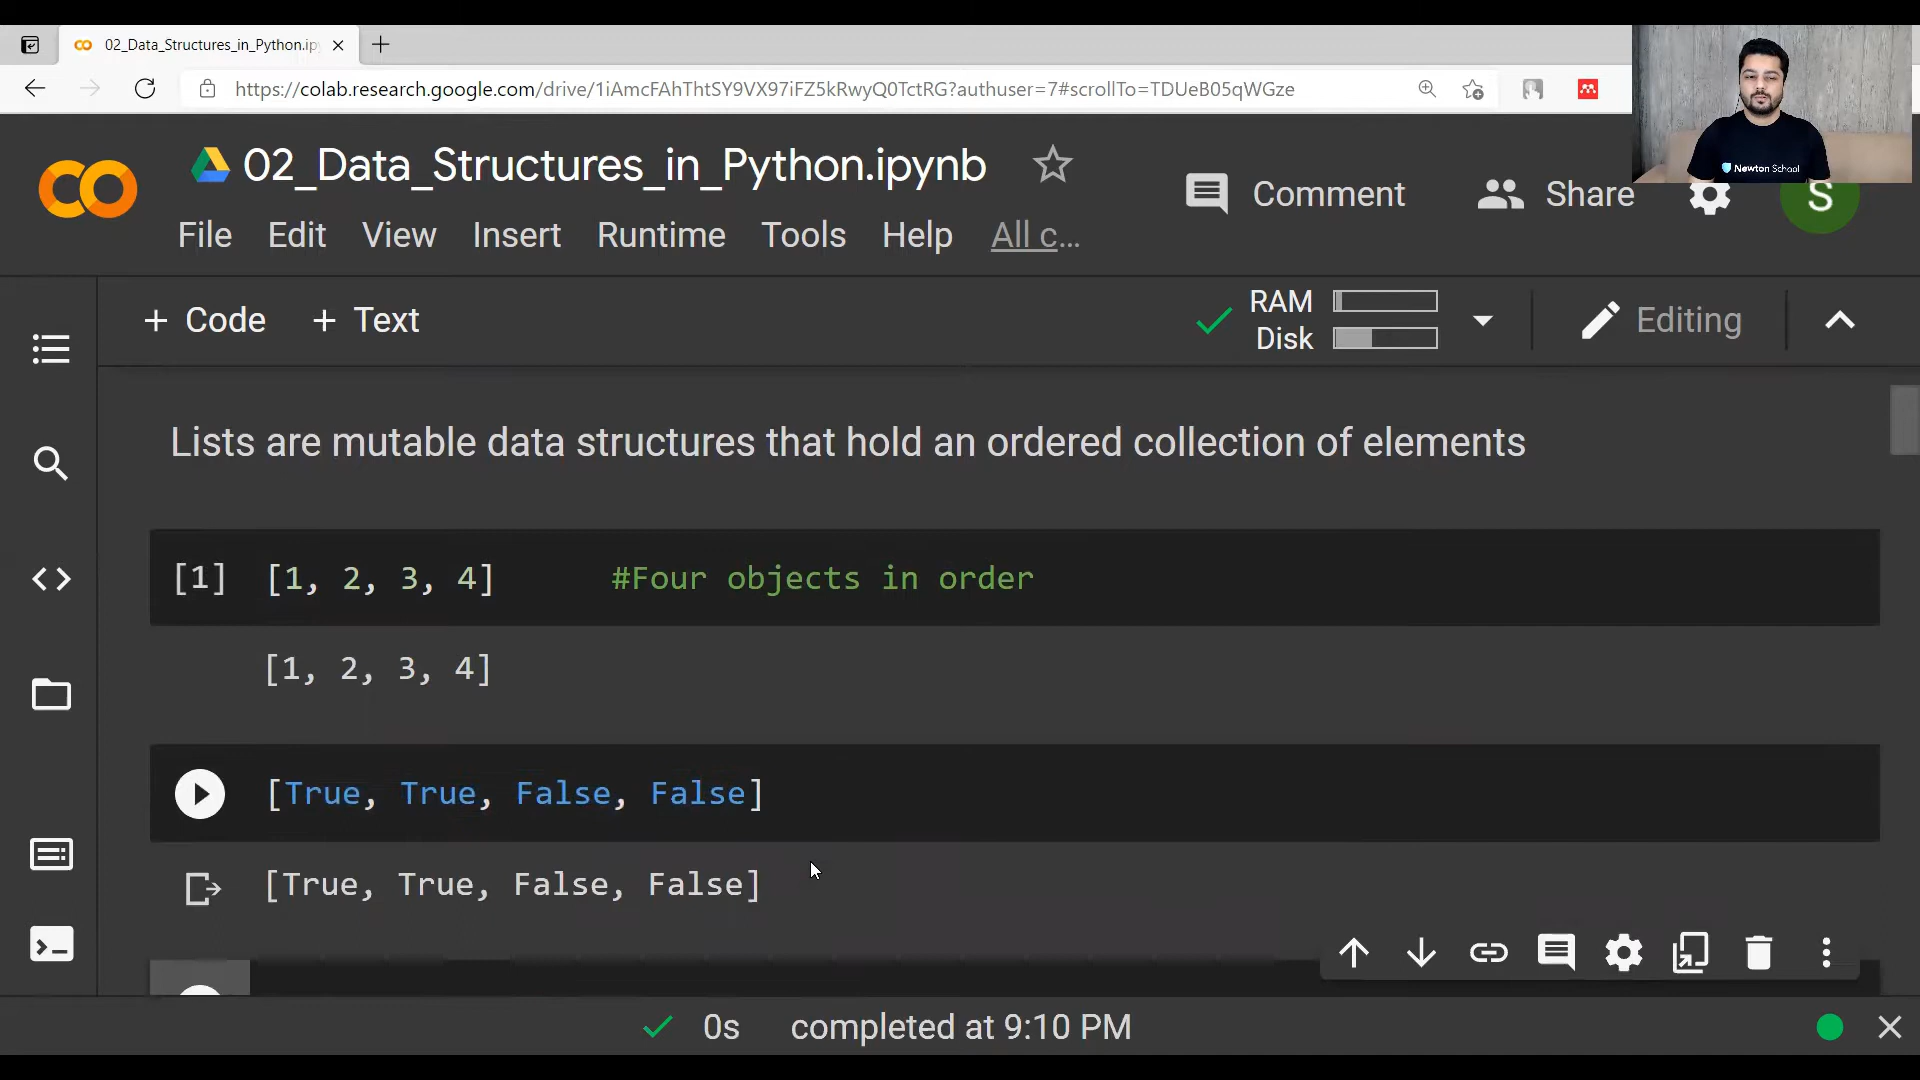 02_Data_Structures_in_Python.ip
https://colab.research.google.com/drive/1iAmcFAhThtSY9VX97iFZ5kRwyQ0TctRG?authuser=7#scrollTo=TDUeB05qWGze
Newton School
CO
02_Data_Structures_in_Python.ipynb
Comment
Share
S
File Edit View Insert Runtime Tools Help All c...
+ Code + Text
RAM
Disk
Editing
Lists are mutable data structures that hold an ordered collection of elements
[1] [1, 2, 3, 4] #Four objects in order
[1, 2, 3, 4]
[True, True, False, False]
[True, True, False, False]
0s completed at 9:10 PM